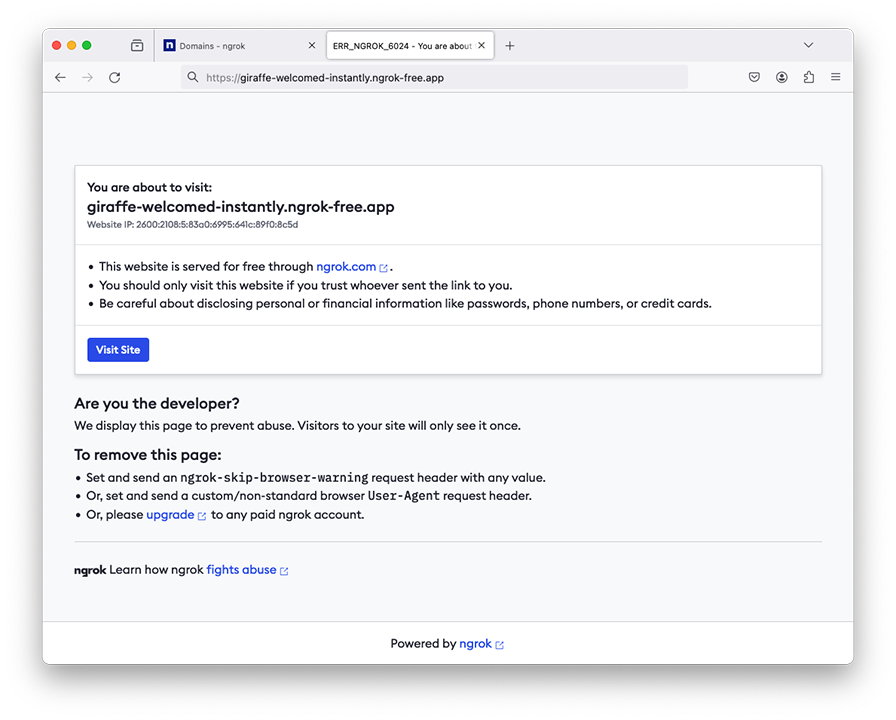 Domains - ngrok
ERR_NGROK_6024 - You are about
https://giraffe-welcomed-instantly.ngrok-free.app
You are about to visit:
giraffe-welcomed-instantly.ngrok-free.app
Website IP: 2600:2108:5:83a0:6995:641c:89f0:8c5d
• This website is served for free through ngrok.com.
• You should only visit this website if you trust whoever sent the link to you.
• Be careful about disclosing personal or financial information like passwords, phone numbers, or credit cards.
Visit Site
Are you the developer?
We display this page to prevent abuse. Visitors to your site will only see it once.
To remove this page:
• Set and send an ngrok-skip-browser-warning request header with any value.
• Or, set and send a custom/non-standard browser User-Agent request header.
• Or, please upgrade to any paid ngrok account.
ngrok Learn how ngrok fights abuse
Powered by ngrok